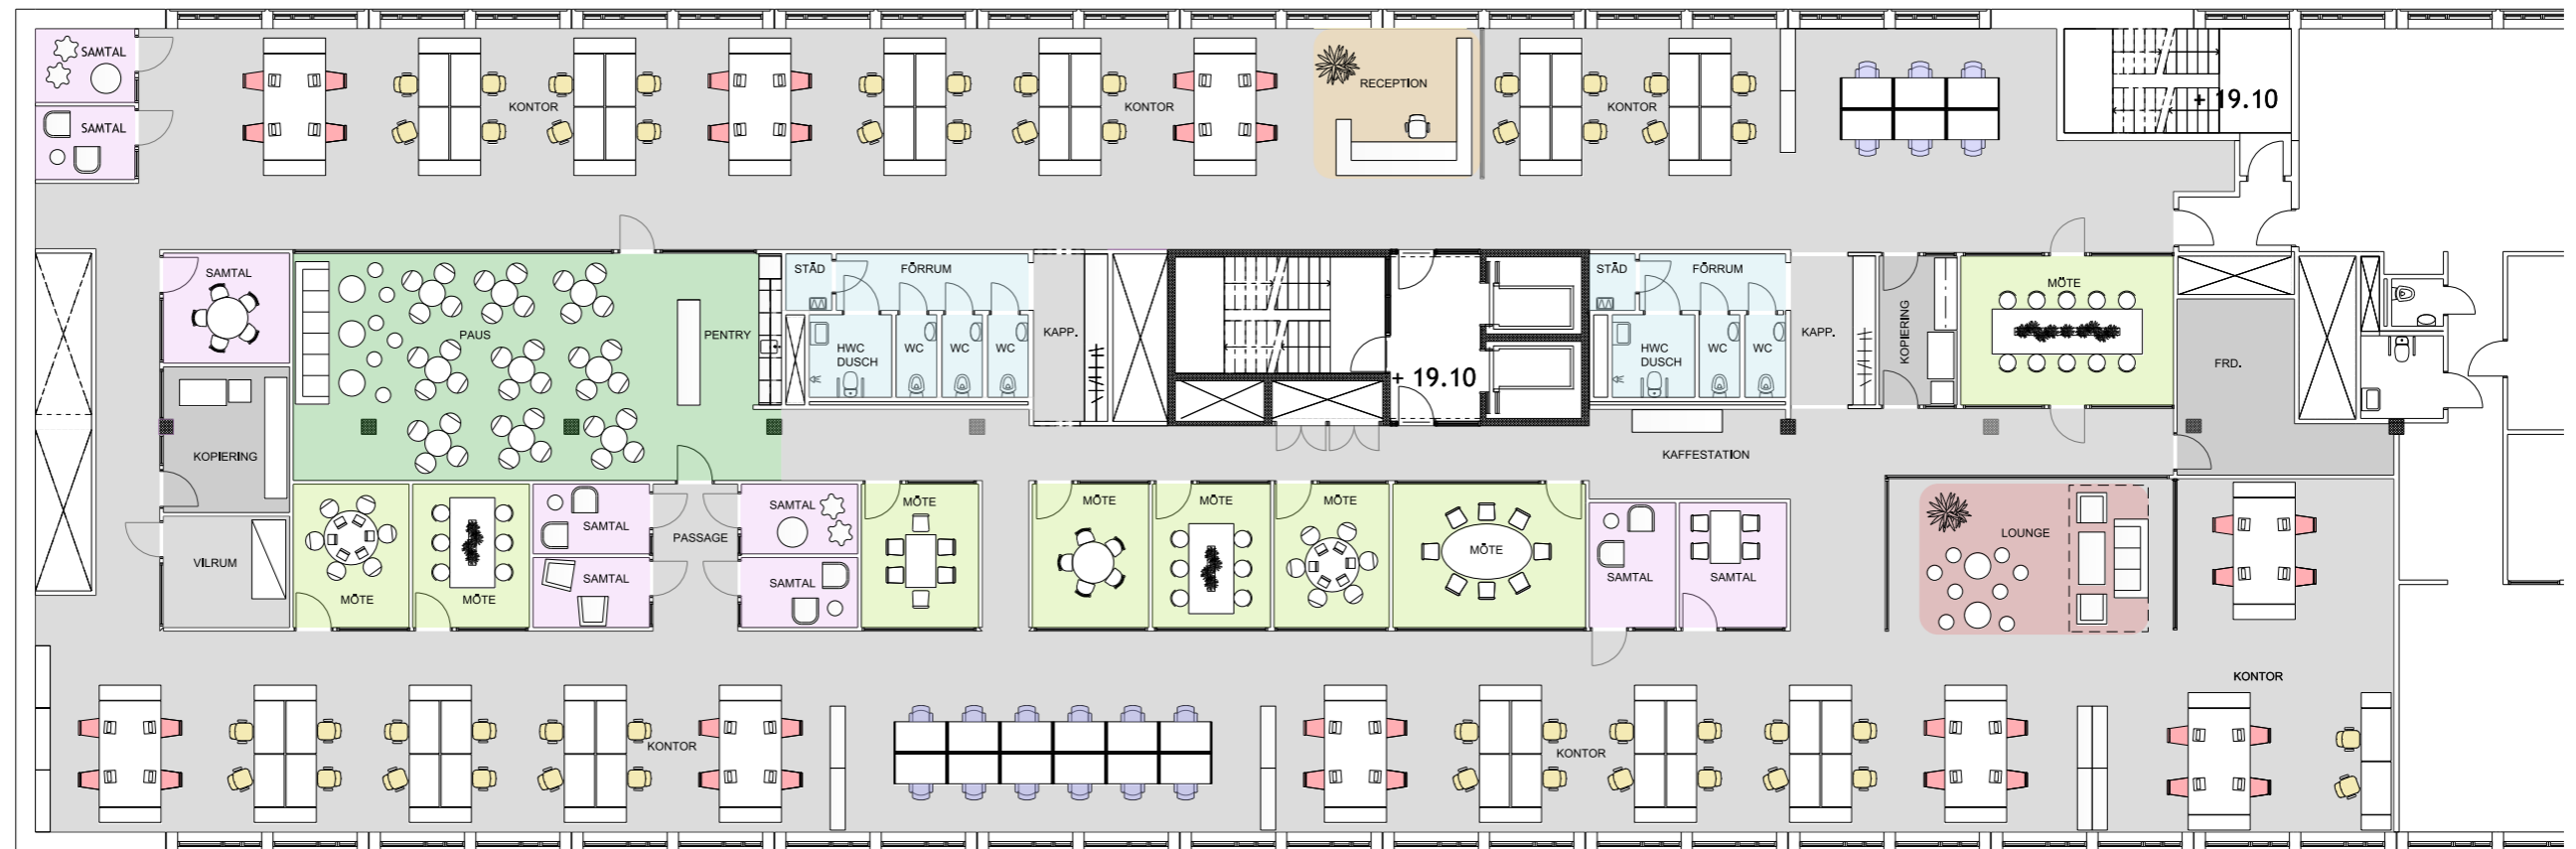 SAMTAL
SAMTAL
KONTOR
KONTOR
RECEPTION
KONTOR
+ 19.10
SAMTAL
PAUS
PENTRY
STÄD
FÖRRUM
HWC
DUSCH
WC
WC
WC
KAPP.
+ 19.10
STÄD
FÖRRUM
HWC
DUSCH
WC
WC
KAPP.
KOPIERING
MÖTE
FRD.
KOPIERING
KAFFESTATION
VILRUM
MÖTE
MÖTE
SAMTAL
SAMTAL
PASSAGE
SAMTAL
SAMTAL
MÖTE
MÖTE
MÖTE
MÖTE
MÖTE
SAMTAL
SAMTAL
LOUNGE
KONTOR
KONTOR
KONTOR